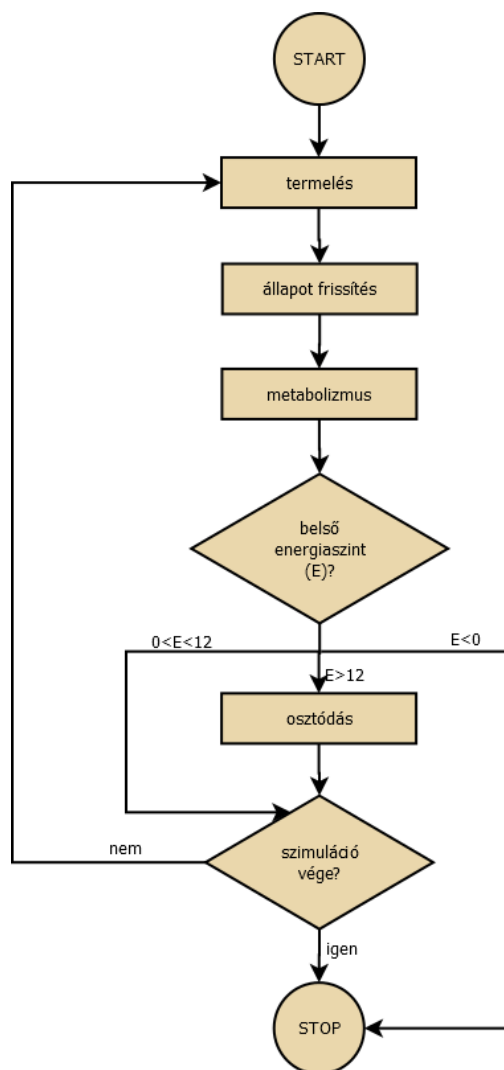 START
termelés
állapot frissítés
metabolizmus
belső
energiaszint
(E)?
0<E<12
E<0
E>12
osztódás
szimuláció
vége?
nem
igen
STOP